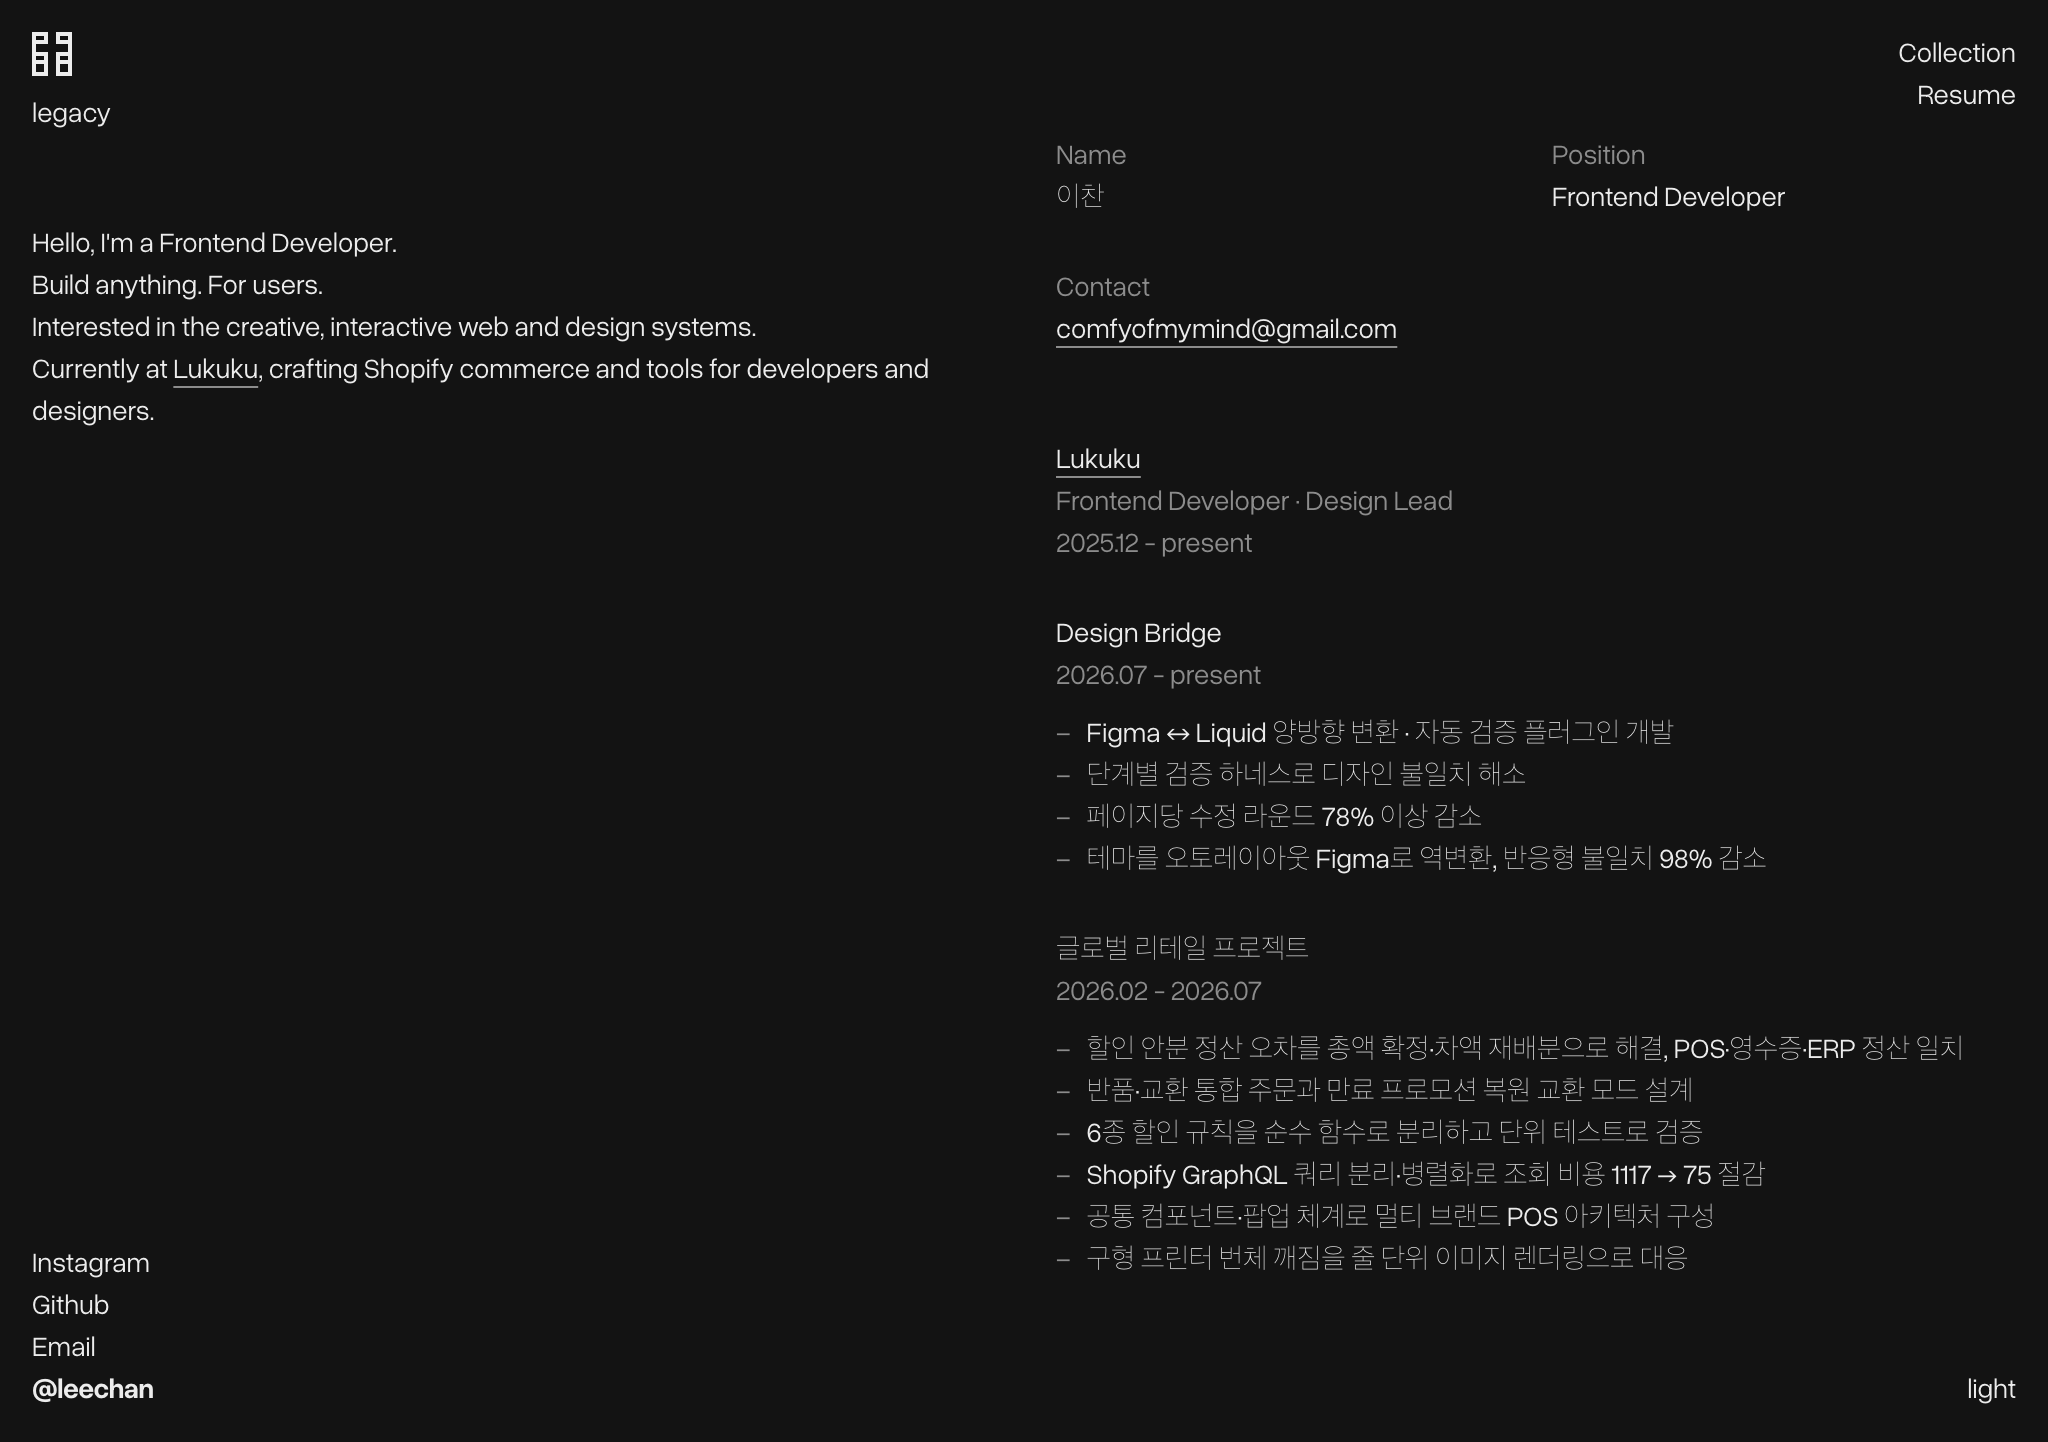 legacy
Collection
Resume
Hello, I'm a Frontend Developer.
Build anything. For users.
Interested in the creative, interactive web and design systems.
Currently at Lukuku, crafting Shopify commerce and tools for developers and
designers.
Name
이찬
Position
Frontend Developer
Contact
comfyofmymind@gmail.com
Lukuku
Frontend Developer · Design Lead
2025.12 - present
Design Bridge
2026.07 - present
– Figma ↔ Liquid 양방향 변환 · 자동 검증 플러그인 개발
– 단계별 검증 하네스로 디자인 불일치 해소
– 페이지당 수정 라운드 78% 이상 감소
– 테마를 오토레이아웃 Figma로 역변환, 반응형 불일치 98% 감소
글로벌 리테일 프로젝트
2026.02 - 2026.07
– 할인 안분 정산 오차를 총액 확정·차액 재배분으로 해결, POS·영수증·ERP 정산 일치
– 반품·교환 통합 주문과 만료 프로모션 복원 교환 모드 설계
– 6종 할인 규칙을 순수 함수로 분리하고 단위 테스트로 검증
– Shopify GraphQL 쿼리 분리·병렬화로 조회 비용 1117 → 75 절감
– 공통 컴포넌트·팝업 체계로 멀티 브랜드 POS 아키텍처 구성
– 구형 프린터 번체 깨짐을 줄 단위 이미지 렌더링으로 대응
Instagram
Github
Email
@leechan
light